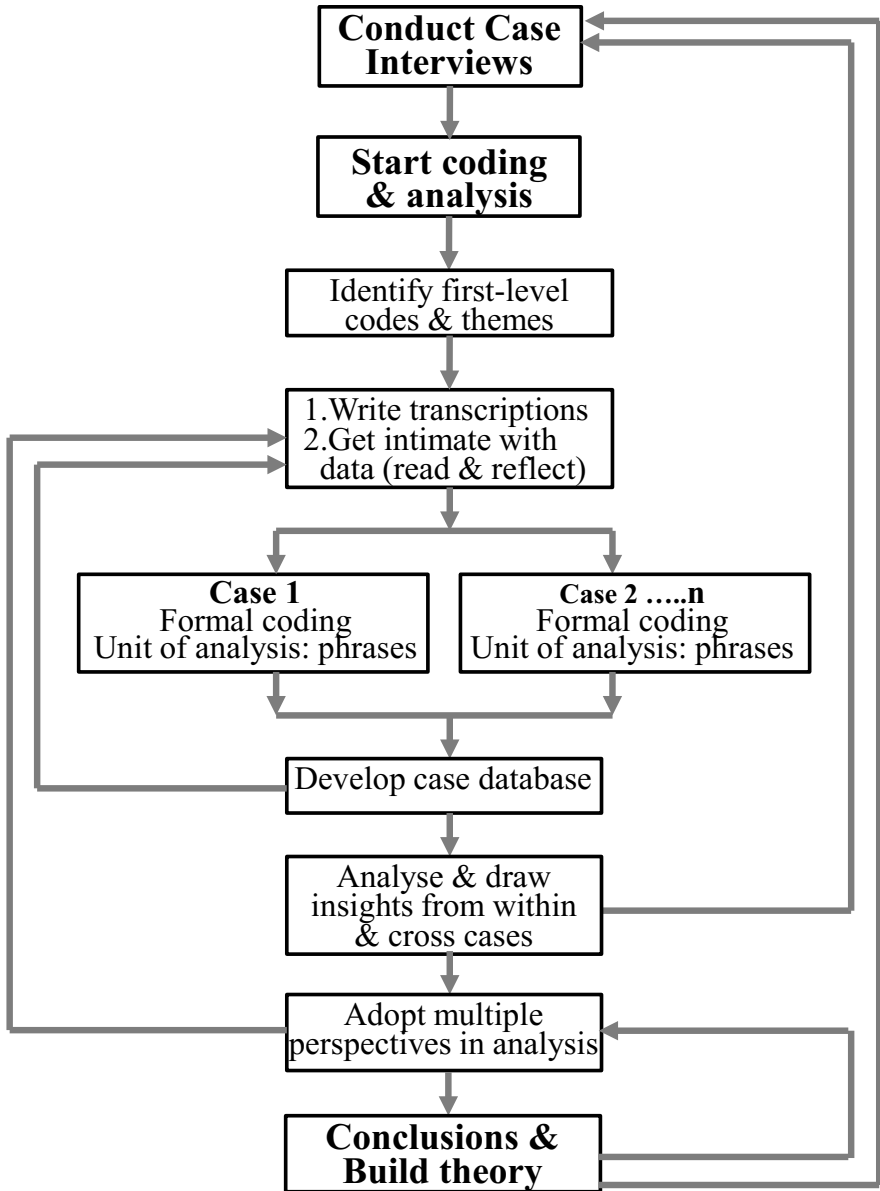 Conduct Case
Interviews
Start coding
& analysis
Identify first-level
codes & themes
1.Write transcriptions
2.Get intimate with
data (read & reflect)
Case 1
Formal coding
Unit of analysis: phrases
Case 2 .....n
Formal coding
Unit of analysis: phrases
Develop case database
Analyse & draw
insights from within
& cross cases
Adopt multiple
perspectives in analysis
Conclusions &
Build theory